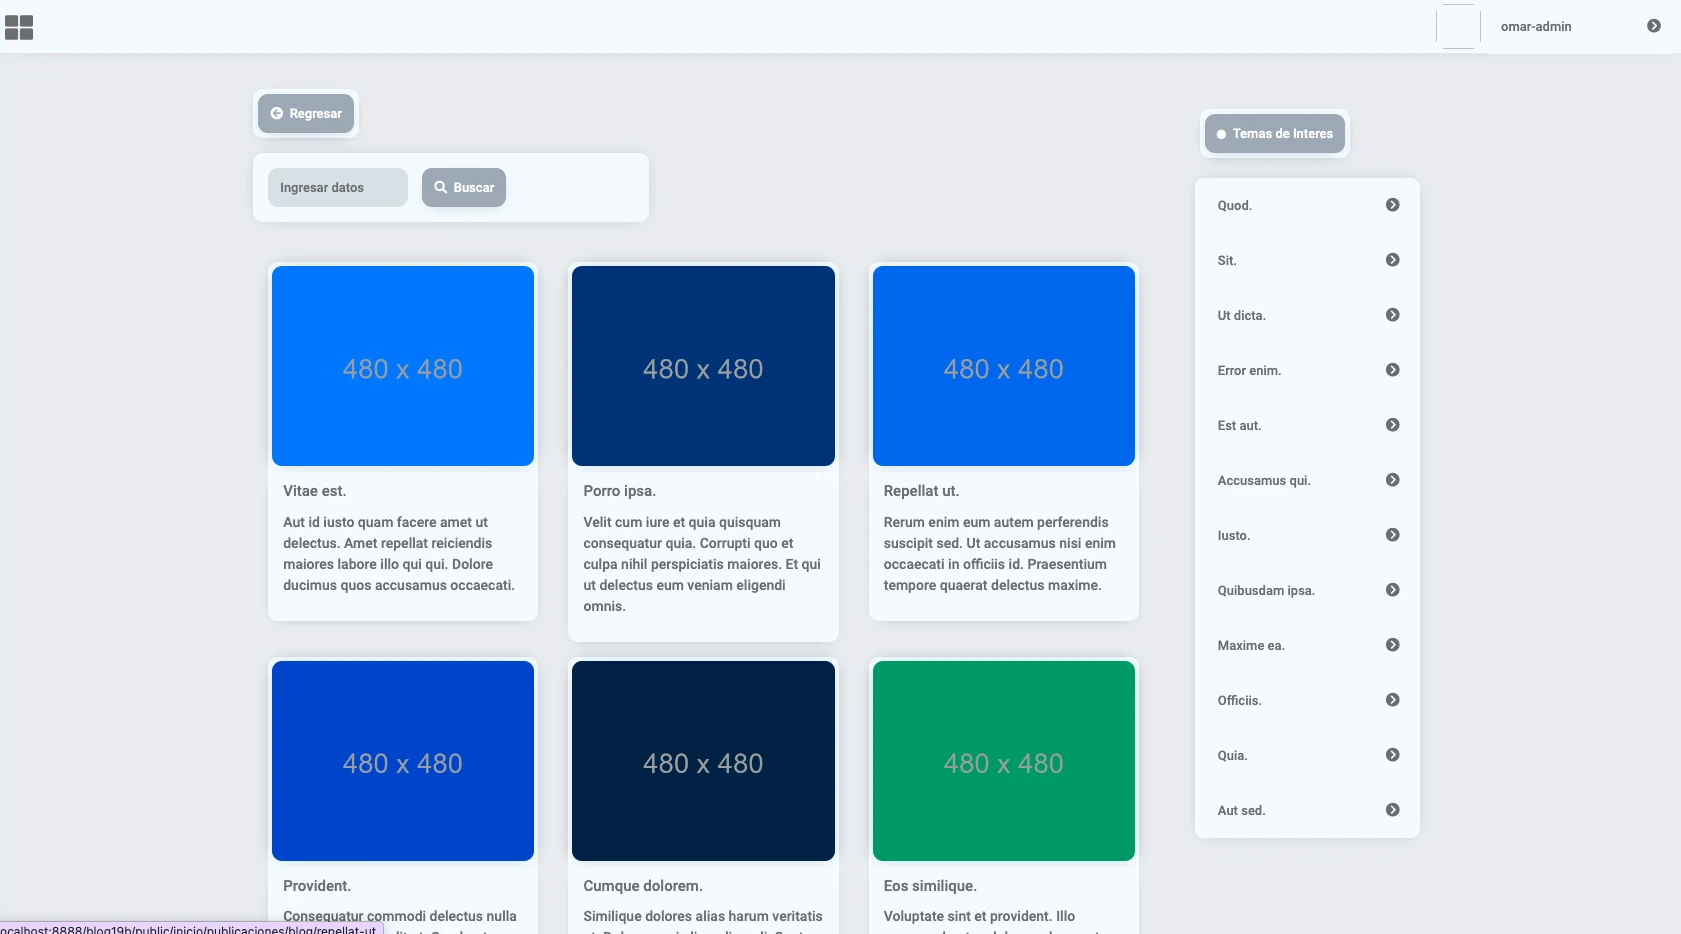 omar-admin
Regresar
Ingresar datos
Buscar
480 x 480
480 x 480
480 x 480
Vitae est.
Aut id iusto quam facere amet ut
delectus. Amet repellat reiciendis
maiores labore illo qui qui. Dolore
ducimus quos accusamus occaecati.
Porro ipsa.
Velit cum iure et quia quisquam
consequatur quia. Corrupti quo et
culpa nihil perspiciatis maiores. Et qui
ut delectus eum veniam eligendi
omnis.
Repellat ut.
Rerum enim eum autem perferendis
suscipit sed. Ut accusamus nisi enim
occaecati in officiis id. Praesentium
tempore quaerat delectus maxime.
480 x 480
480 x 480
480 x 480
Provident.
Consequatur commodi delectus nulla
Cumque dolorem.
Similique dolores alias harum veritatis
Eos similique.
Voluptate sint et provident. Illo
Temas de Interes
Quod.
Sit.
Ut dicta.
Error enim.
Est aut.
Accusamus qui.
Iusto.
Quibusdam ipsa.
Maxime ea.
Officiis.
Quia.
Aut sed.
ocalhost:8888/blog19b/public/inicio/publicaciones/blog/repellat-ut